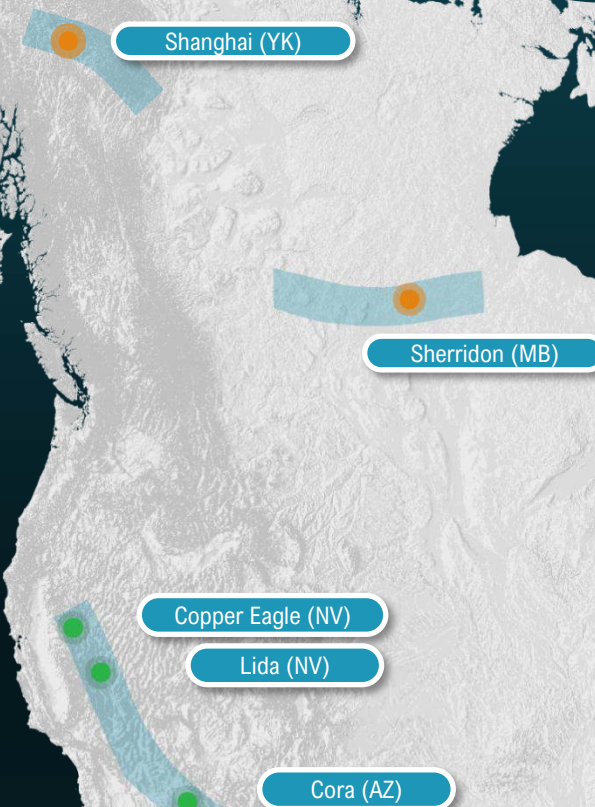 Shanghai (YK)
Sherridon (MB)
Copper Eagle (NV)
Lida (NV)
Cora (AZ)